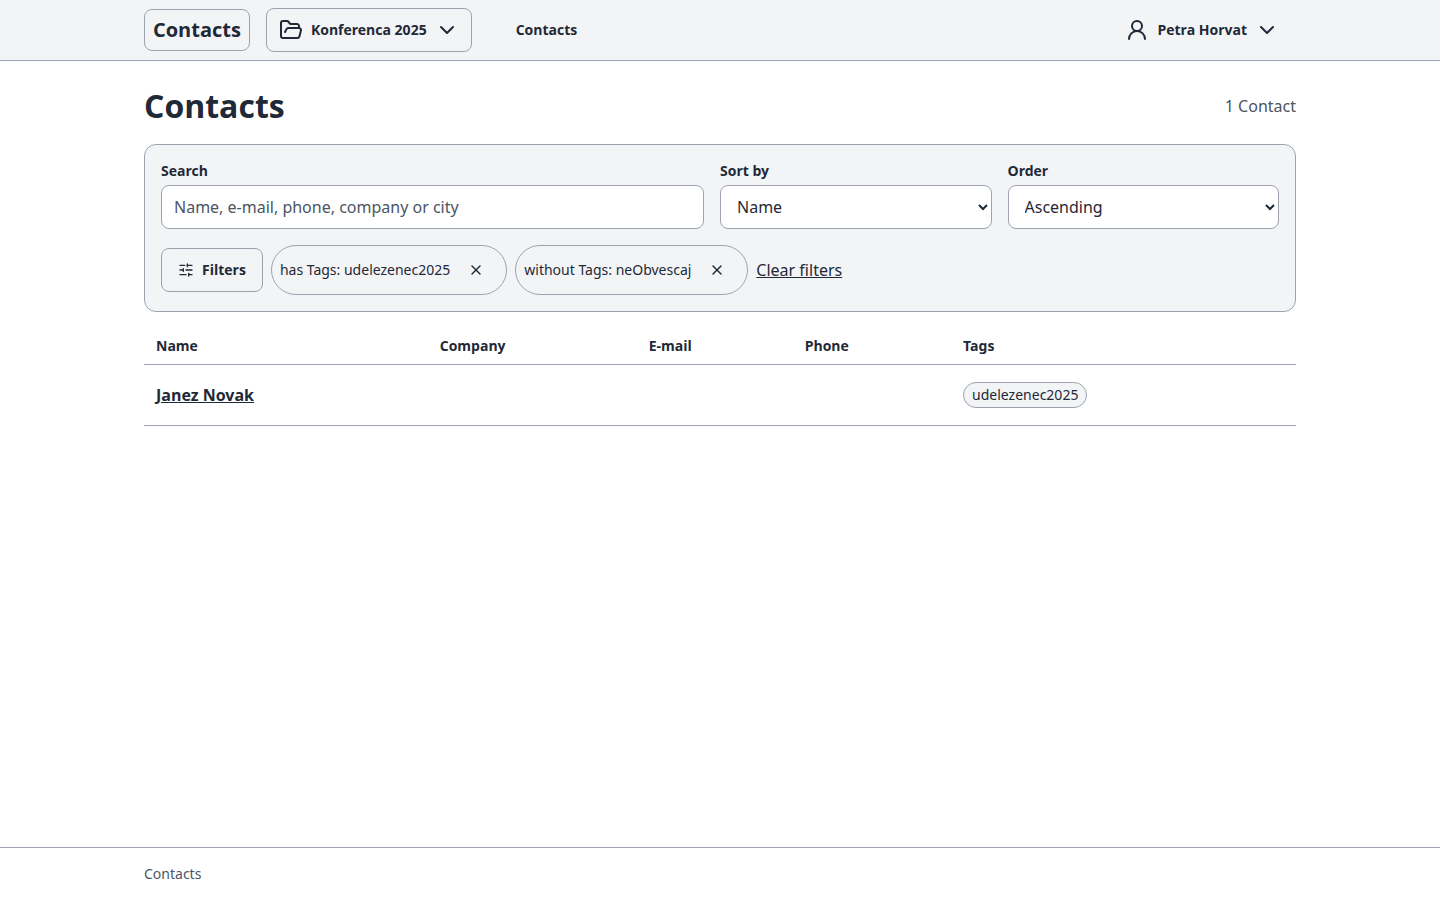 Contacts
Konferenca 2025
Contacts
Petra Horvat
Contacts
1 Contact
Search
Sort by
Order
Name, e-mail, phone, company or city
Name
Ascending
Filters
has Tags: udelezenec2025
without Tags: neObvescaj
Clear filters
Name
Company
E-mail
Phone
Tags
Janez Novak
udelezenec2025
Contacts